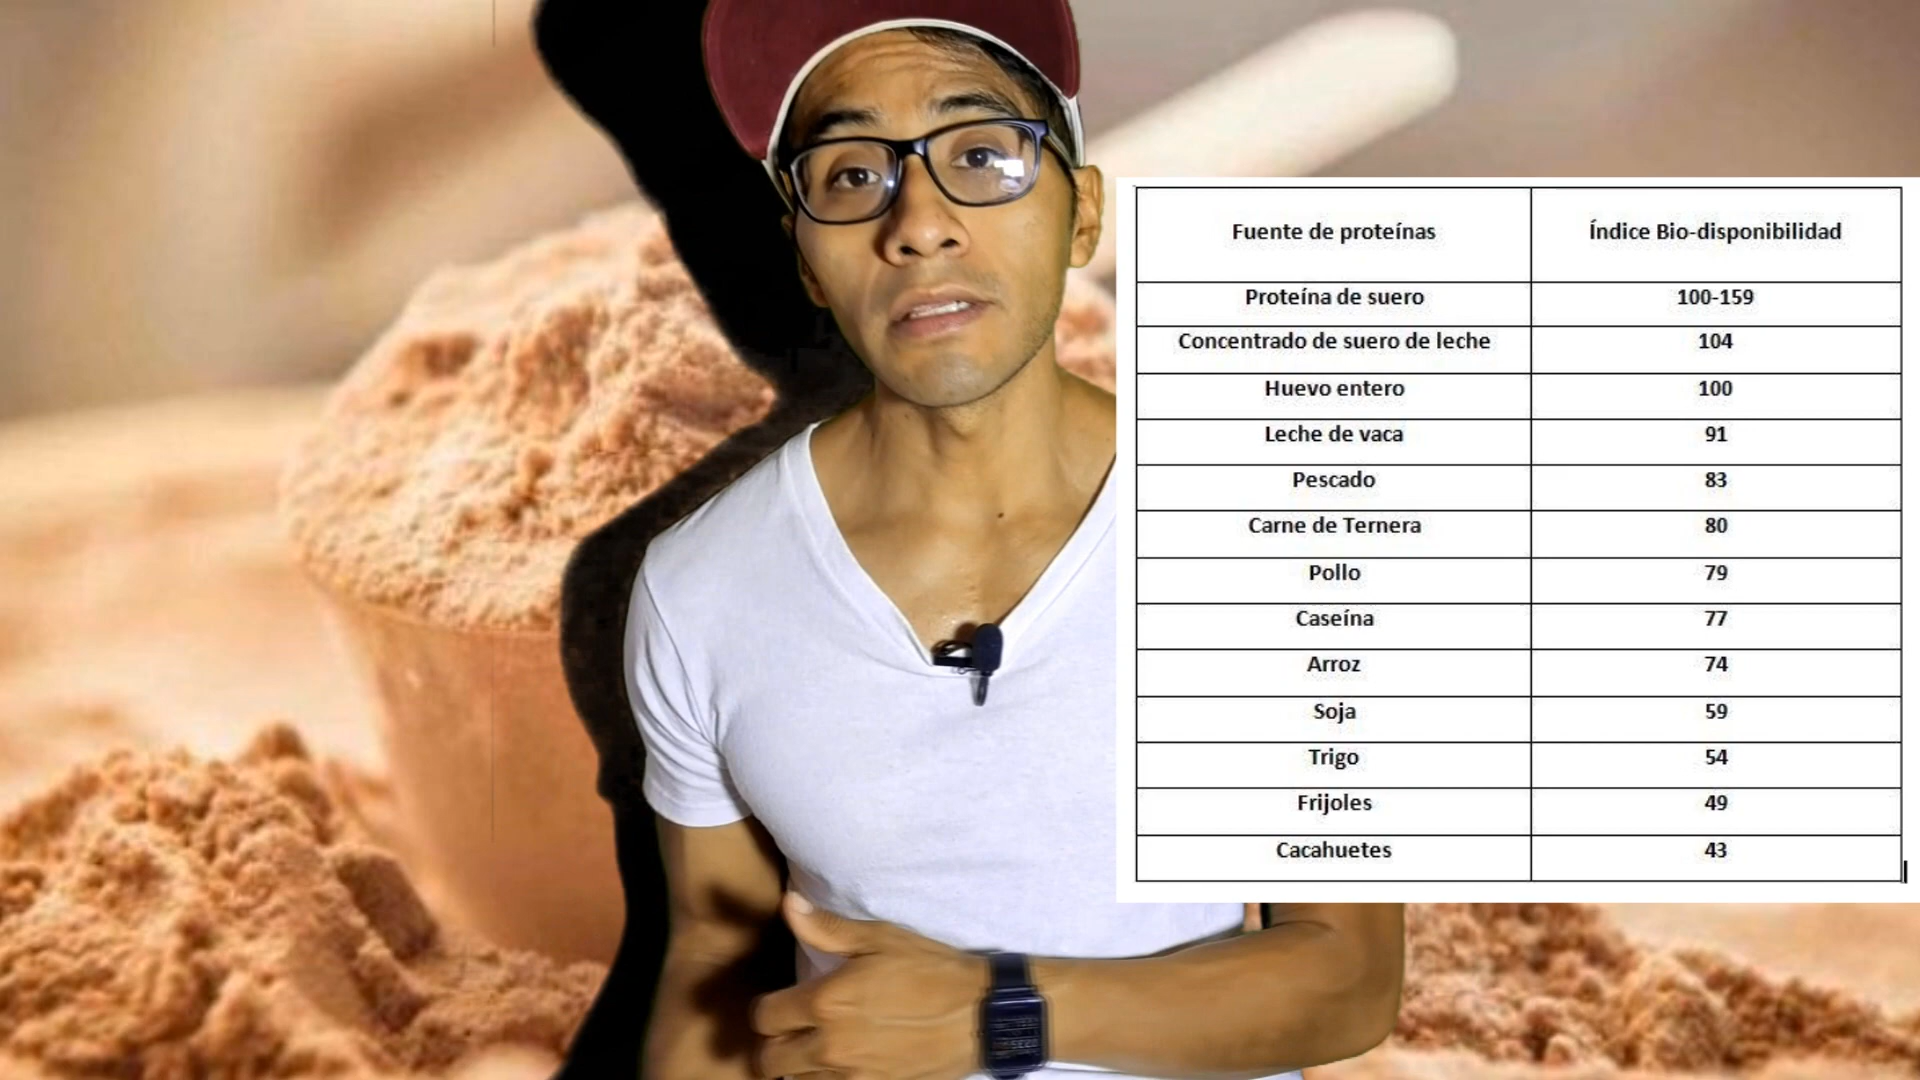 Fuente de proteínas Índice Bio-disponibilidad
Proteína de suero 100-159
Concentrado de suero de leche 104
Huevo entero 100
Leche de vaca 91
Pescado 83
Carne de Ternera 80
Pollo 79
Caseína 77
Arroz 74
Soja 59
Trigo 54
Frijoles 49
Cacahuetes 43